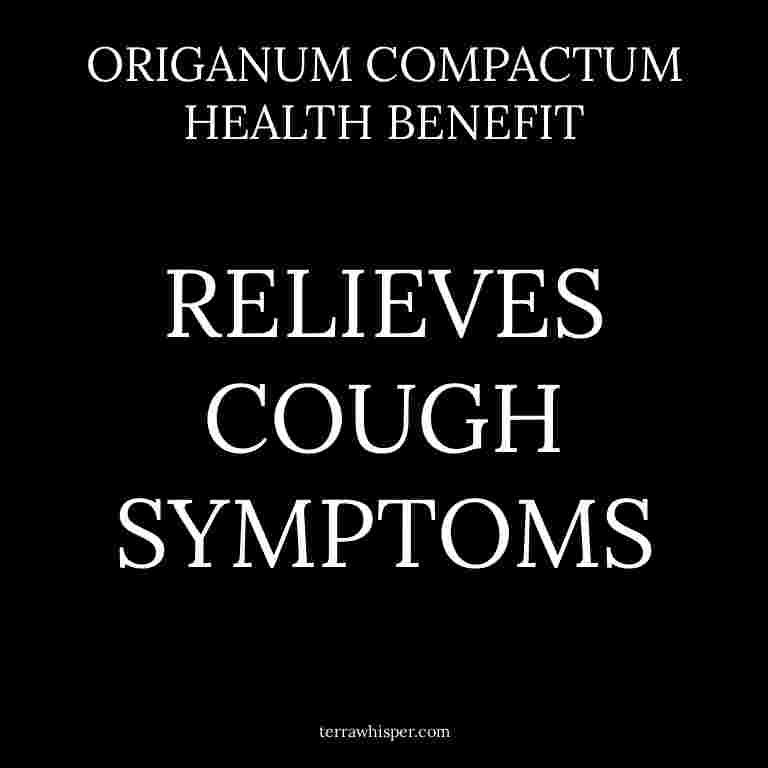 ORIGANUM COMPACTUM
HEALTH BENEFIT
RELIEVES
COUGH
SYMPTOMS
terrawhisper.com